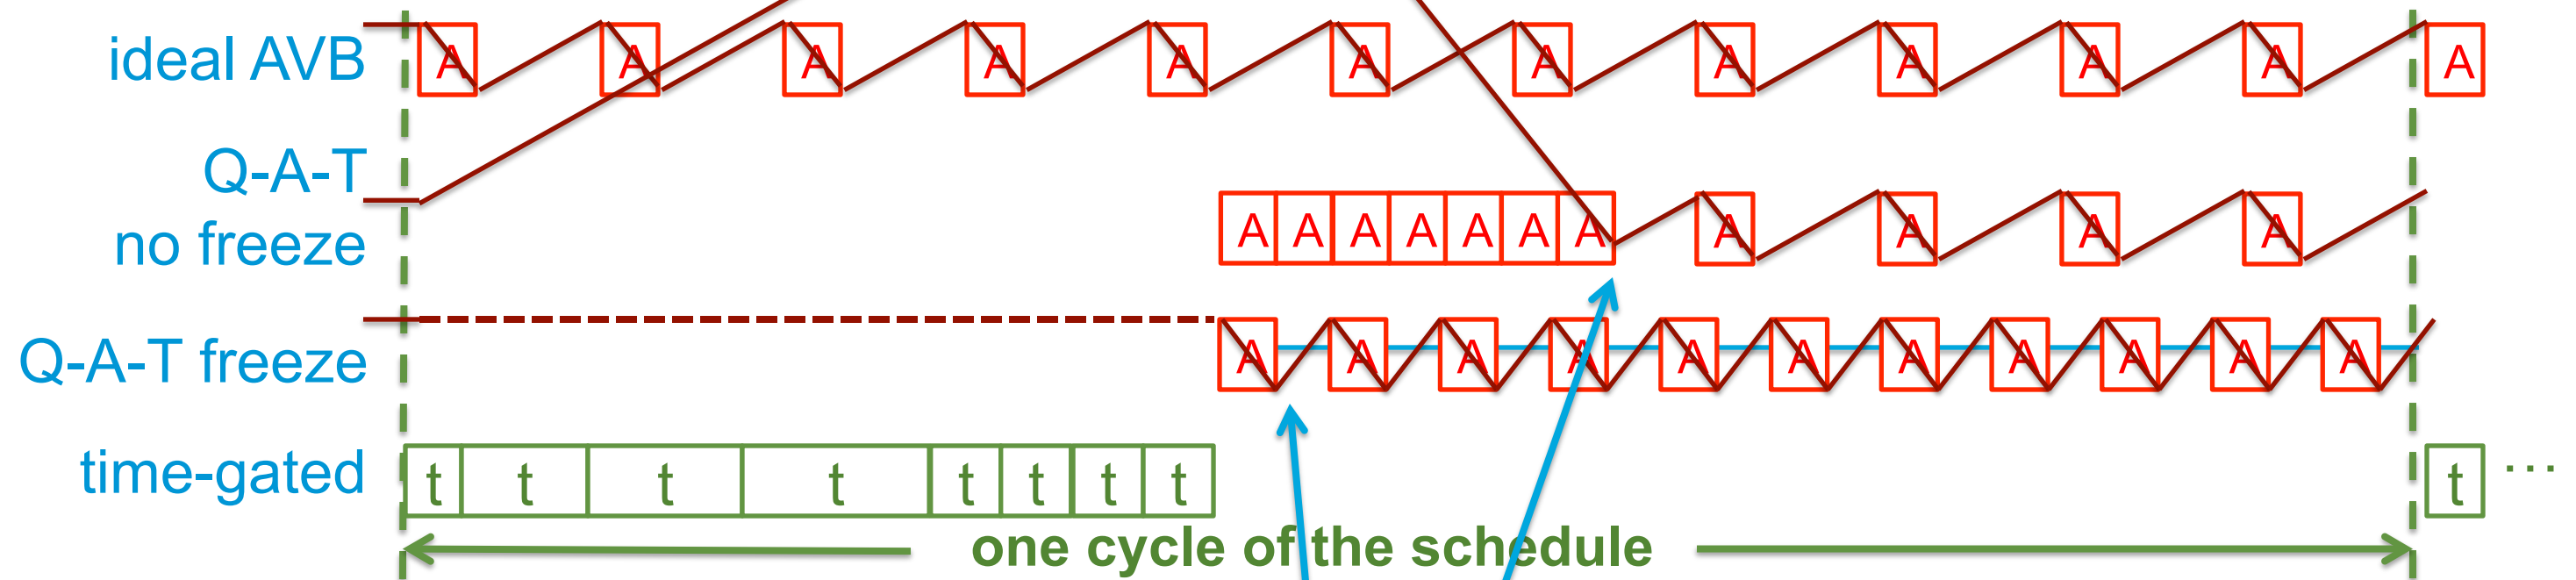 ideal AVB A A A A A A A A A A A A
Q-A-T
no freeze A A A A A A A A A A A
Q-A-T freeze A A A A A A A A A A A
time-gated t t t t t t t t t ...
one cycle of the schedule